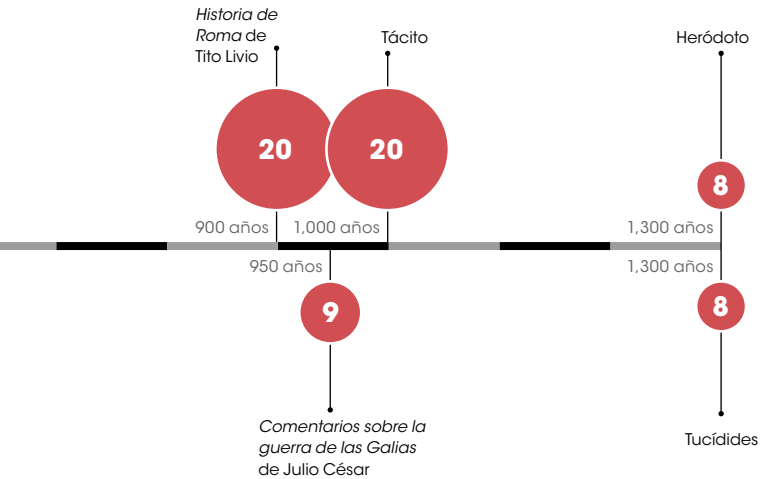 Historia de
Roma de
Tito Livio
Tácito
Heródoto
20
20
8
900 años
1,000 años
1,300 años
950 años
1,300 años
9
8
Comentarios sobre la
guerra de las Galias
de Julio César
Tucídides